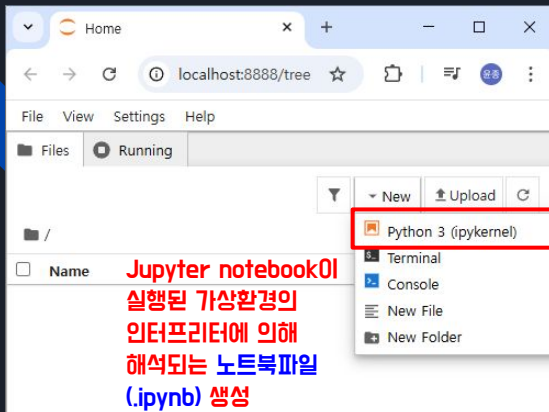 Home
localhost:8888/tree
윤종
File View Settings Help
Files Running
New Upload
/
Python 3 (ipykernel)
Terminal
Console
New File
New Folder
Name
Jupyter notebook이
실행된 가상환경의
인터프리터에 의해
해석되는 노트북파일
(.ipynb) 생성